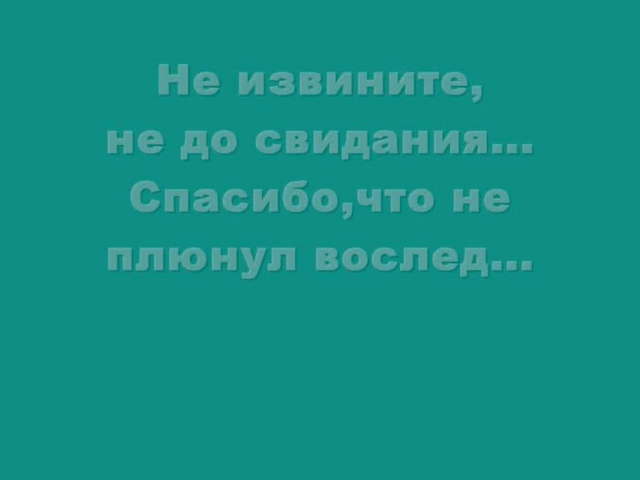 Не извините,
не до свидания...
Спасибо,что не
плюнул вослед...